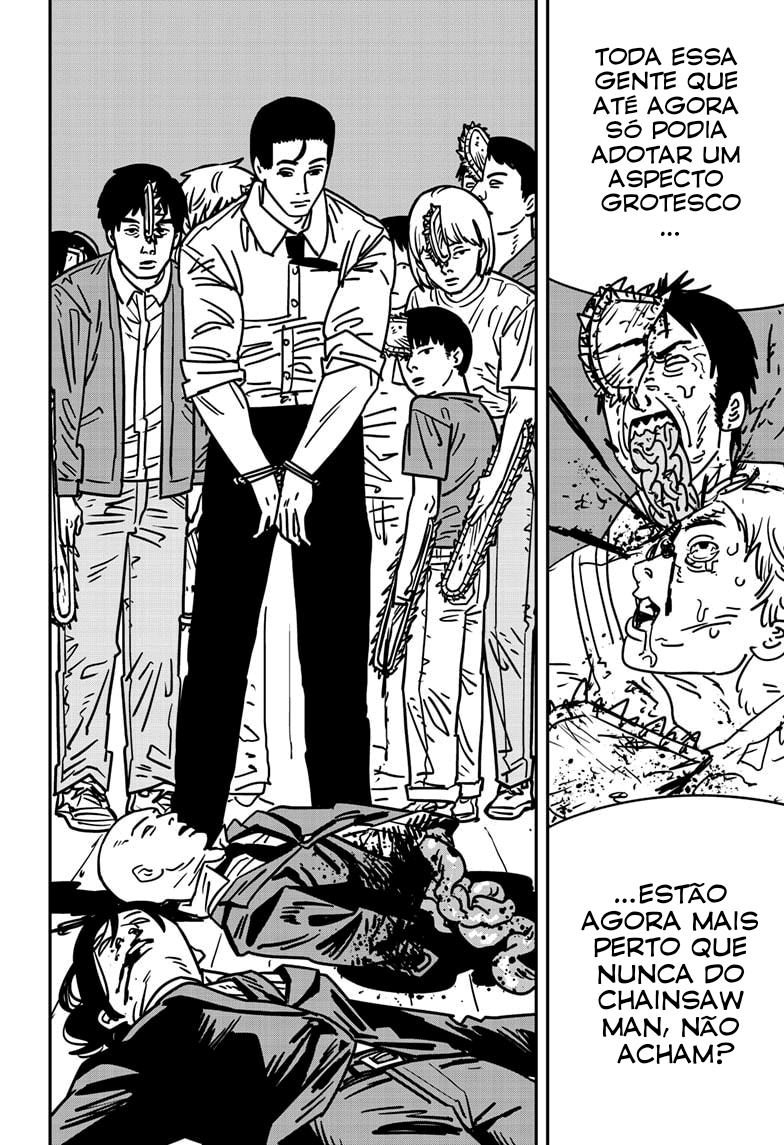 TODA ESSA
GENTE QUE
ATÉ AGORA
SÓ PODIA
ADOTAR UM
ASPECTO
GROTESCO
...
...ESTÃO
AGORA MAIS
PERTO QUE
NUNCA DO
CHAINSAW
MAN, NÃO
ACHAM?